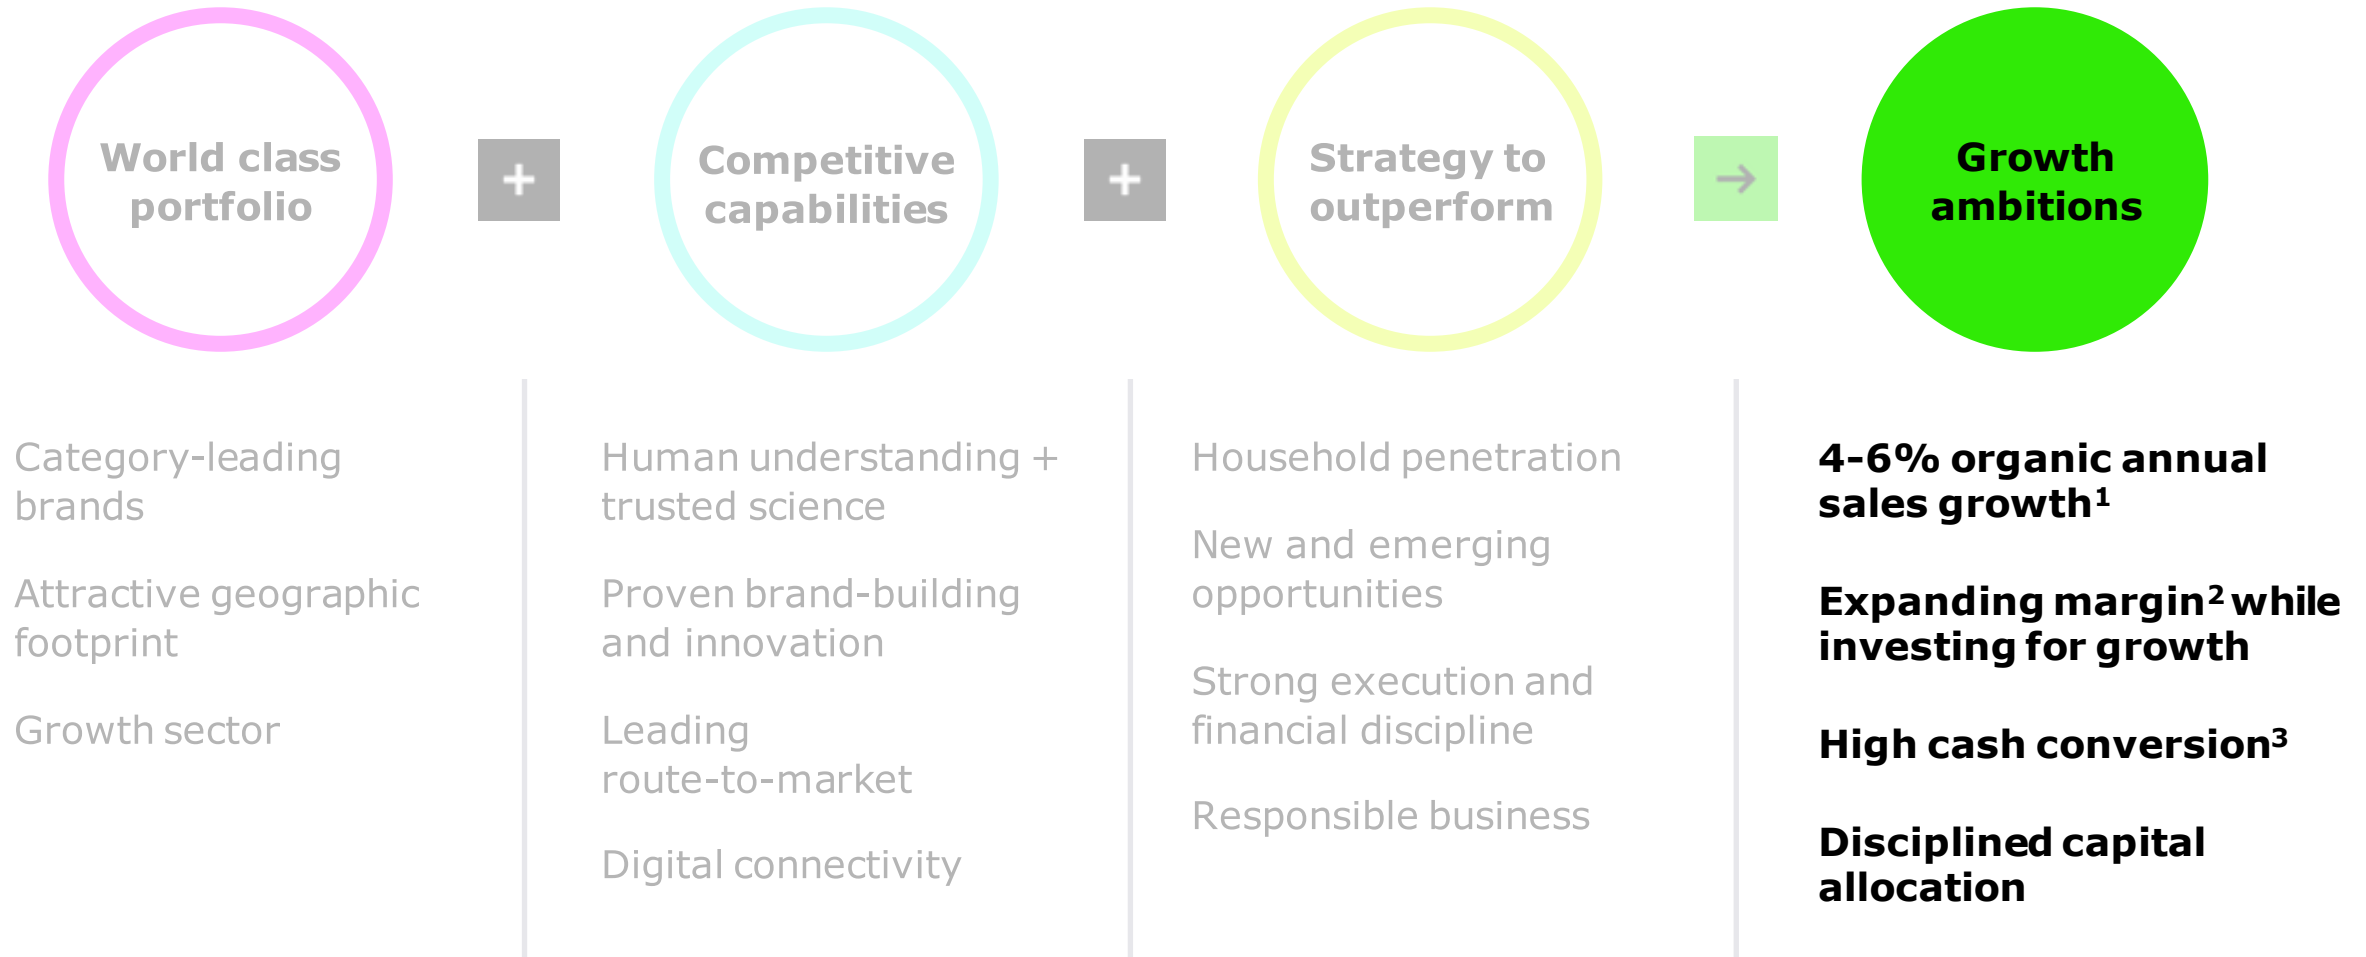 World class
portfolio
+
Competitive
capabilities
+
Strategy to
outperform
→
Growth
ambitions
Category-leading
brands
Attractive geographic
footprint
Growth sector
Human understanding +
trusted science
Proven brand-building
and innovation
Leading
route-to-market
Digital connectivity
Household penetration
New and emerging
opportunities
Strong execution and
financial discipline
Responsible business
4-6% organic annual
sales growth¹
Expanding margin² while
investing for growth
High cash conversion³
Disciplined capital
allocation